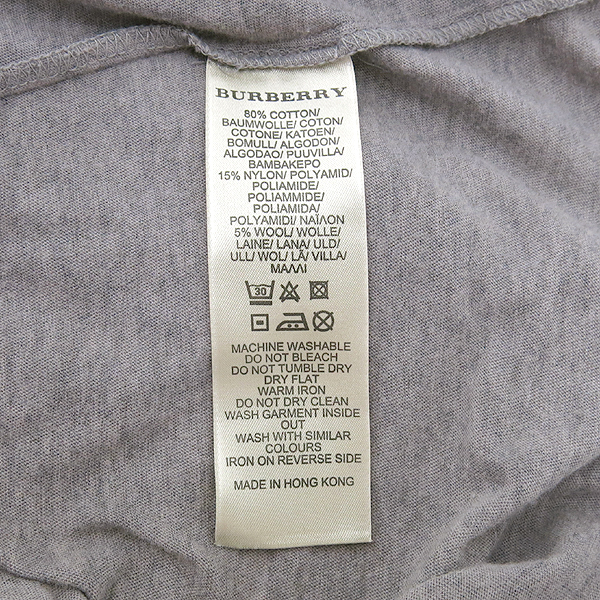 BURBERRY
80% COTTON/
BAUMWOLLE/ COTON/
COTONE/ KATOEN/
BOMULL/ ALGODON/
ALGODAO/ PUUVILLA/
BAMBAKEPO
15% NYLON/ POLYAMID/
POLIAMIDE/
POLIAMMIDE/
POLIAMIDA/
POLYAMIDI/ ΝΑΪΛΟΝ
5% WOOL/ WOLLE/
LAINE/ LANA/ ULD/
ULL/ WOL/ LÃ/ VILLA/
ΜΑΛΛΙ
30
MACHINE WASHABLE
DO NOT BLEACH
DO NOT TUMBLE DRY
DRY FLAT
WARM IRON
DO NOT DRY CLEAN
WASH GARMENT INSIDE
OUT
WASH WITH SIMILAR
COLOURS
IRON ON REVERSE SIDE
MADE IN HONG KONG